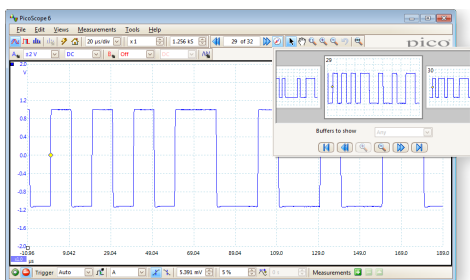 PicoScope 6
File Edit Views Measurements Tools Help
20 µs/div x 1 1.256 kS 29 of 32 pico
A ±2 V DC B Off
2.0
V
1.2
0.8
0.4
0.0
-0.4
-0.8
-1.2
-2.0
-10.96 9.042 29.04 49.04 69.04 89.04 109.0 129.0 149.0 169.0 189.0
µs
29
30
Buffers to show Any
Trigger Auto A 5.391 mV 5 % Measurements